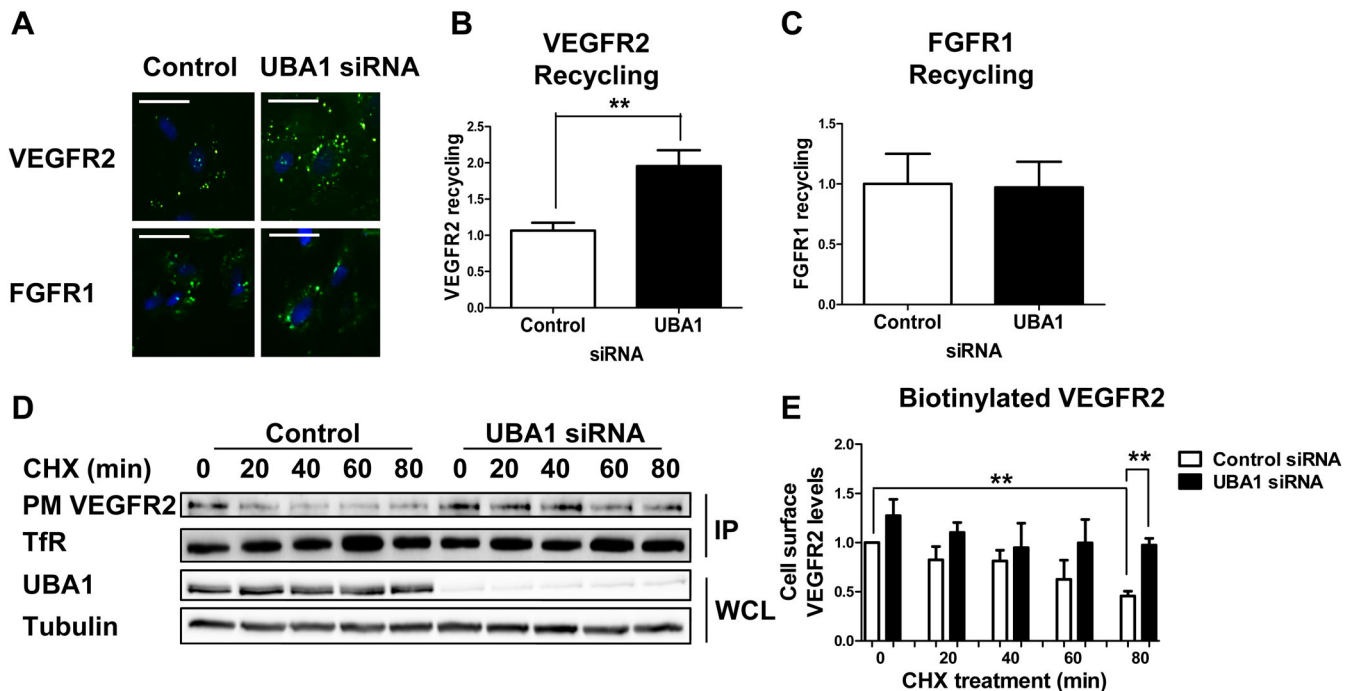 A
Control UBA1 siRNA
VEGFR2
FGFR1
B
VEGFR2
Recycling
**
VEGFR2 recycling
2.5
2.0
1.5
1.0
0.5
0.0
Control UBA1
siRNA
C
FGFR1
Recycling
FGFR1 recycling
1.5
1.0
0.5
0.0
Control UBA1
siRNA
D
Control UBA1 siRNA
CHX (min) 0 20 40 60 80 0 20 40 60 80
PM VEGFR2
TfR
IP
UBA1
Tubulin
WCL
E
Biotinylated VEGFR2
Cell surface
VEGFR2 levels
2.0
1.5
1.0
0.5
0.0
**
**
Control siRNA
UBA1 siRNA
0 20 40 60 80
CHX treatment (min)